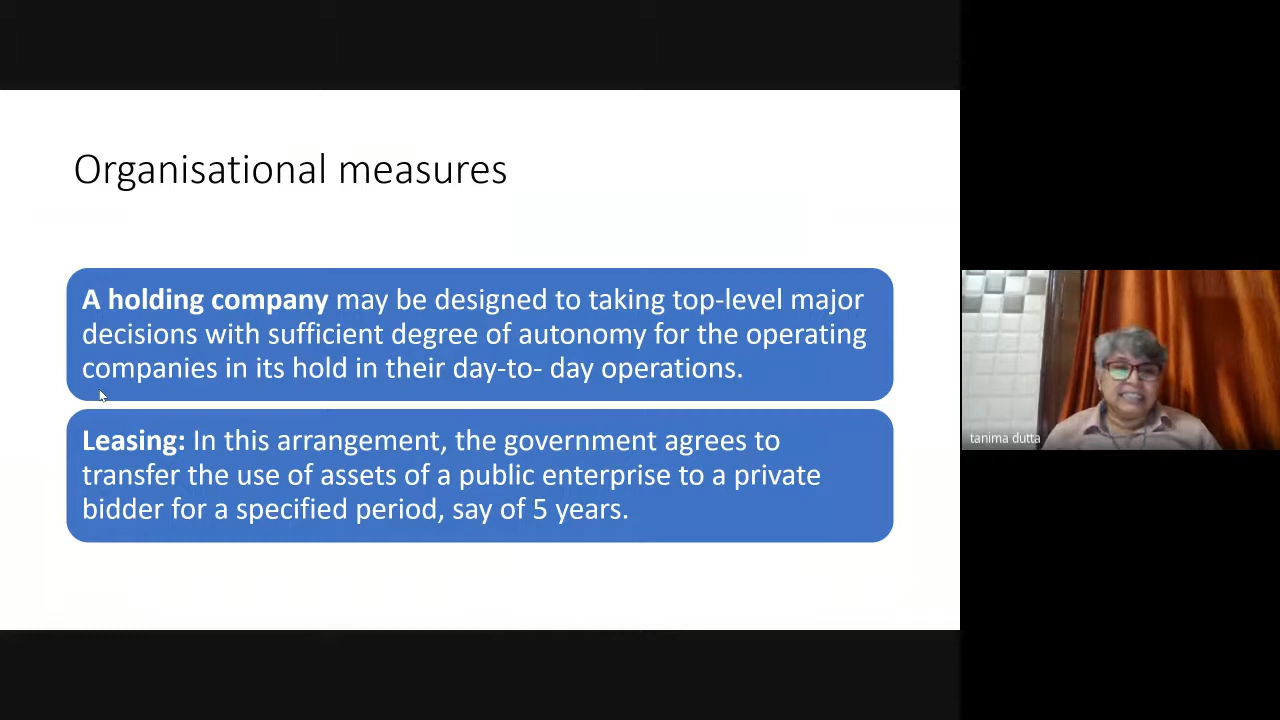 Organisational measures
A holding company may be designed to taking top-level major
decisions with sufficient degree of autonomy for the operating
companies in its hold in their day-to- day operations.
Leasing: In this arrangement, the government agrees to
transfer the use of assets of a public enterprise to a private
bidder for a specified period, say of 5 years.
tanima dutta